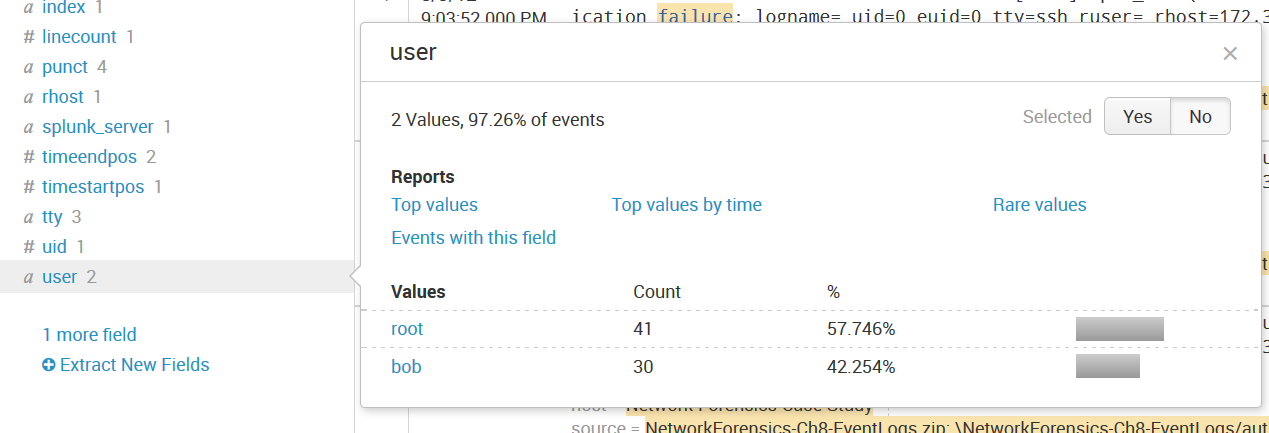 index 1
9:03:52.000 PM ication failure; logname= uid=0 euid=0 tty=ssh ruser= rhost=172.3
# linecount 1
a punct 4
a rhost 1
a splunk_server 1
# timeendpos 2
# timestartpos 1
a tty 3
# uid 1
a user 2
1 more field
Extract New Fields
user
×
2 Values, 97.26% of events
Selected Yes No
Reports
Top values Top values by time Rare values
Events with this field
Values Count %
root 41 57.746%
bob 30 42.254%
source = NetworkForensics-Ch8-EventLogs.zip:.\NetworkForensics-Ch8-EventLogs/aut